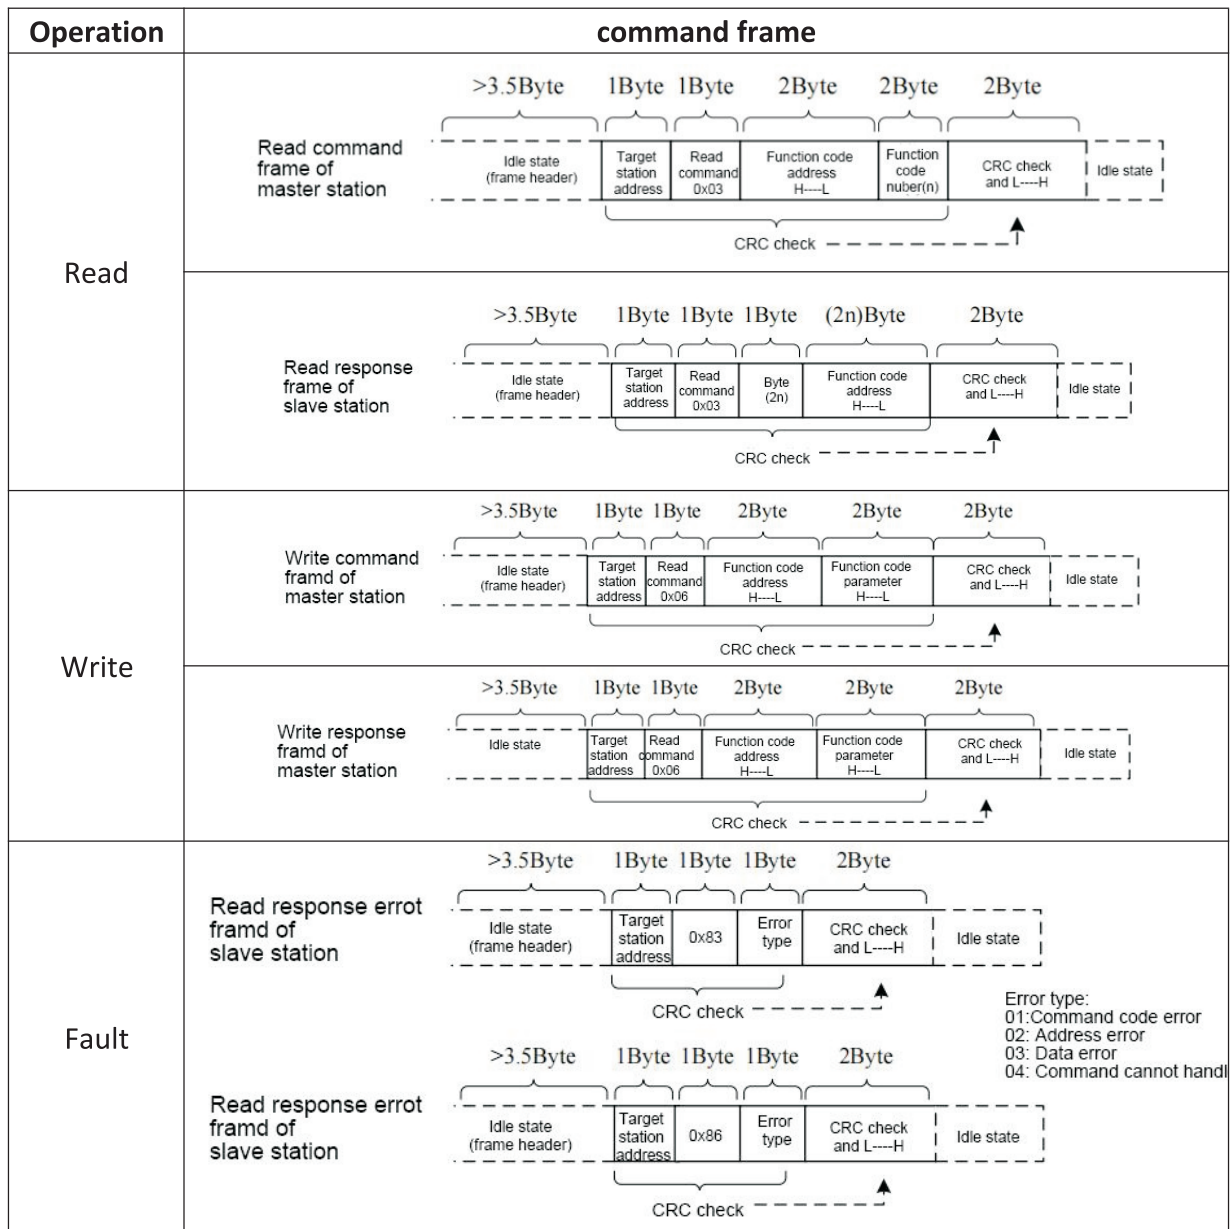 Operation
command frame
Read
>3.5Byte 1Byte 1Byte 2Byte 2Byte 2Byte
Read command
frame of
master station
Idle state
(frame header)
Target
station
address
Read
command
0x03
Function code
address
H----L
Function
code
nuber(n)
CRC check
and L----H
Idle state
CRC check
>3.5Byte 1Byte 1Byte 1Byte (2n)Byte 2Byte
Read response
frame of
slave station
Idle state
(frame header)
Target
station
address
Read
command
0x03
Byte
(2n)
Function code
address
H----L
CRC check
and L----H
Idle state
CRC check
Write
>3.5Byte 1Byte 1Byte 2Byte 2Byte 2Byte
Write command
framd of
master station
Idle state
(frame header)
Target
station
address
Read
command
0x06
Function code
address
H----L
Function code
parameter
H----L
CRC check
and L----H
Idle state
CRC check
>3.5Byte 1Byte 1Byte 2Byte 2Byte 2Byte
Write response
framd of
master station
Idle state
Target
station
address
Read
command
0x06
Function code
address
H----L
Function code
parameter
H----L
CRC check
and L----H
Idle state
CRC check
Fault
>3.5Byte 1Byte 1Byte 1Byte 2Byte
Read response errot
framd of
slave station
Idle state
(frame header)
Target
station
address
0x83
Error
type
CRC check
and L----H
Idle state
CRC check
Error type:
01:Command code error
02: Address error
03: Data error
04: Command cannot handl
>3.5Byte 1Byte 1Byte 1Byte 2Byte
Read response errot
framd of
slave station
Idle state
(frame header)
Target
station
address
0x86
Error
type
CRC check
and L----H
Idle state
CRC check